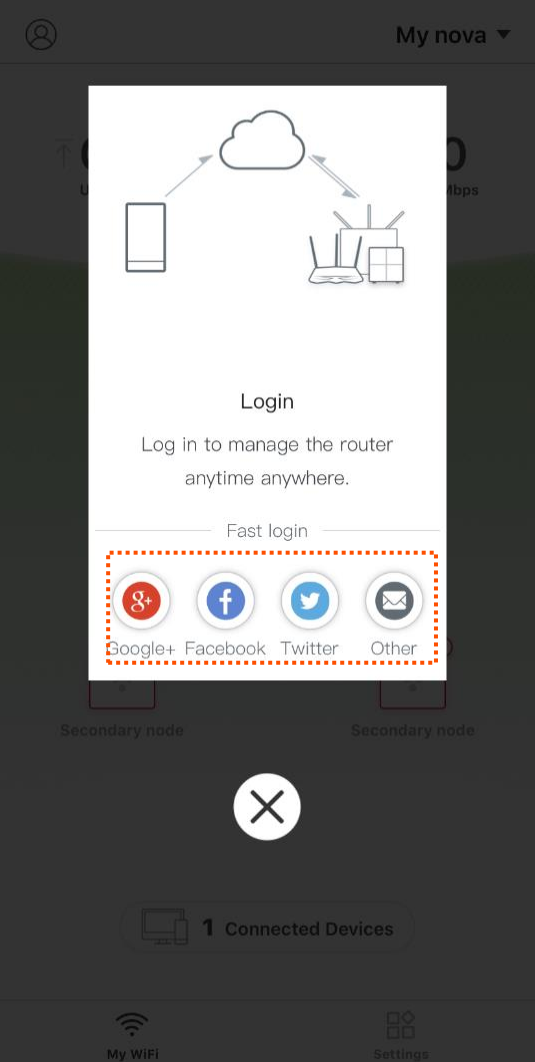 My nova
0
Mbps
Login
Log in to manage the router
anytime anywhere.
Fast login
g+
f
Google+ Facebook Twitter Other
Secondary node Secondary node
1 Connected Devices
My WiFi Settings